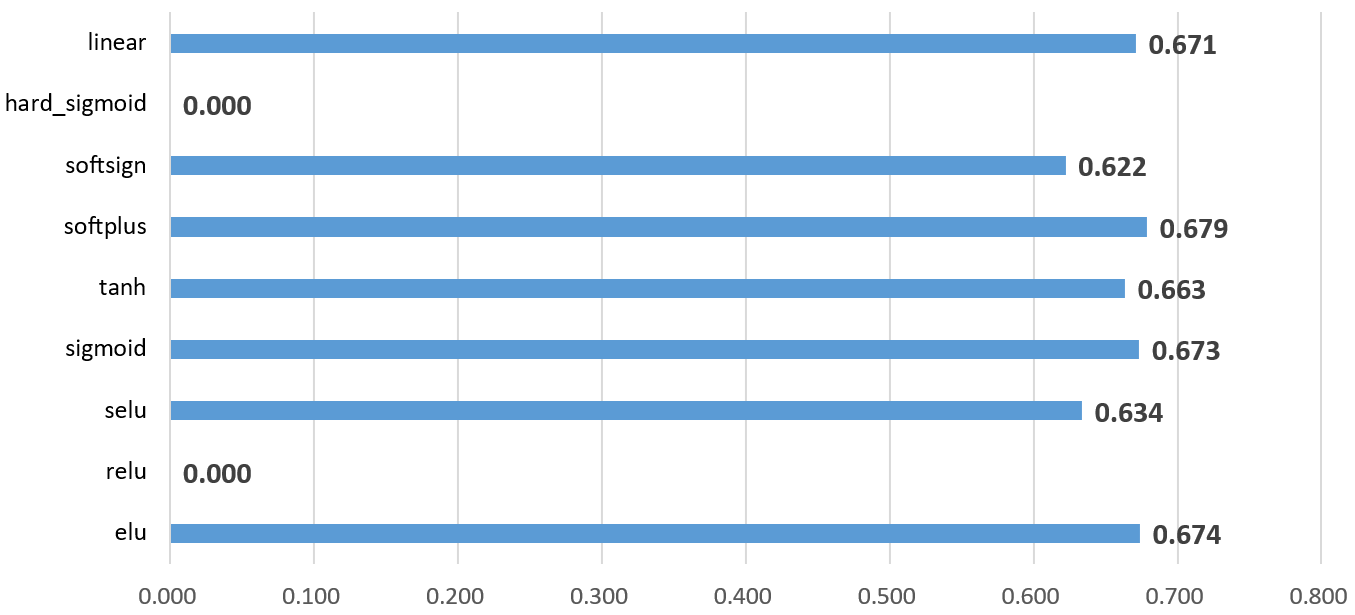 linear 0.671
hard_sigmoid 0.000
softsign 0.622
softplus 0.679
tanh 0.663
sigmoid 0.673
selu 0.634
relu 0.000
elu 0.674
0.000 0.100 0.200 0.300 0.400 0.500 0.600 0.700 0.800